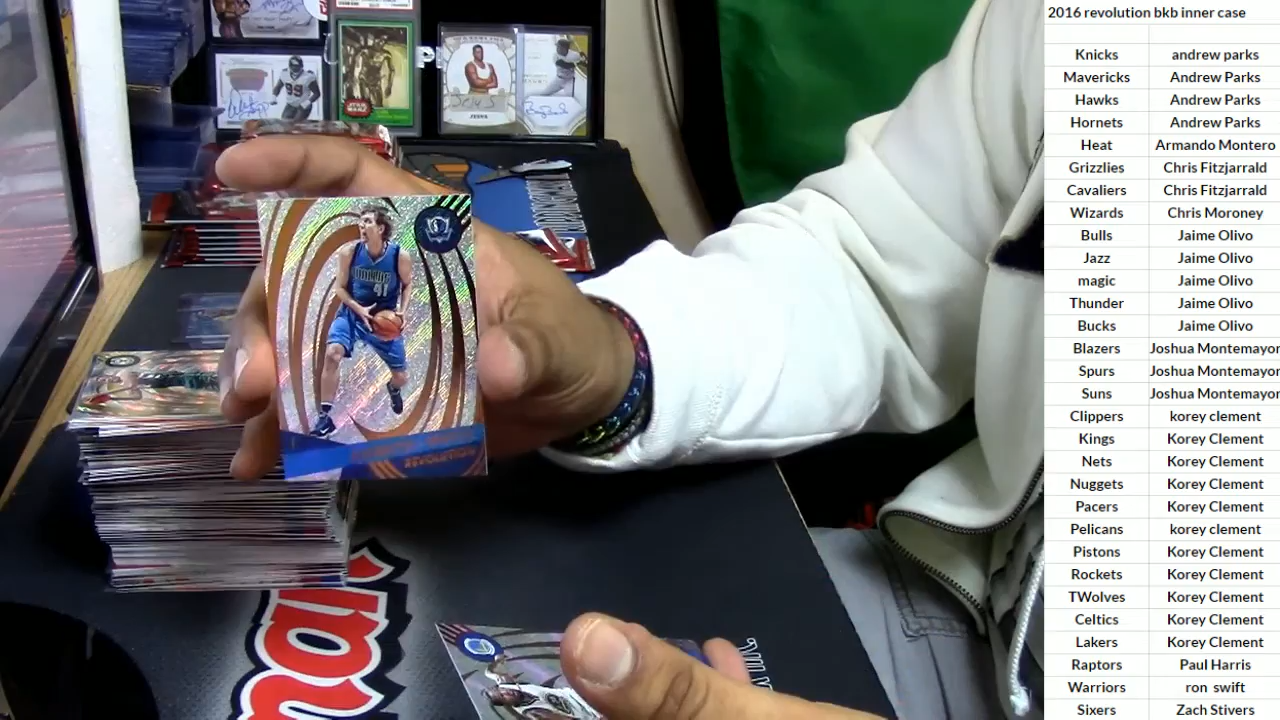 2016 revolution bkb inner case
Knicks andrew parks
Mavericks Andrew Parks
Hawks Andrew Parks
Hornets Andrew Parks
Heat Armando Montero
Grizzlies Chris Fitzjarrald
Cavaliers Chris Fitzjarrald
Wizards Chris Moroney
Bulls Jaime Olivo
Jazz Jaime Olivo
magic Jaime Olivo
Thunder Jaime Olivo
Bucks Jaime Olivo
Blazers Joshua Montemayor
Spurs Joshua Montemayor
Suns Joshua Montemayor
Clippers korey clement
Kings Korey Clement
Nets Korey Clement
Nuggets Korey Clement
Pacers Korey Clement
Pelicans korey clement
Pistons Korey Clement
Rockets Korey Clement
TWolves Korey Clement
Celtics Korey Clement
Lakers Korey Clement
Raptors Paul Harris
Warriors ron swift
Sixers Zach Stivers
STAR WARS
99
DALLAS
41